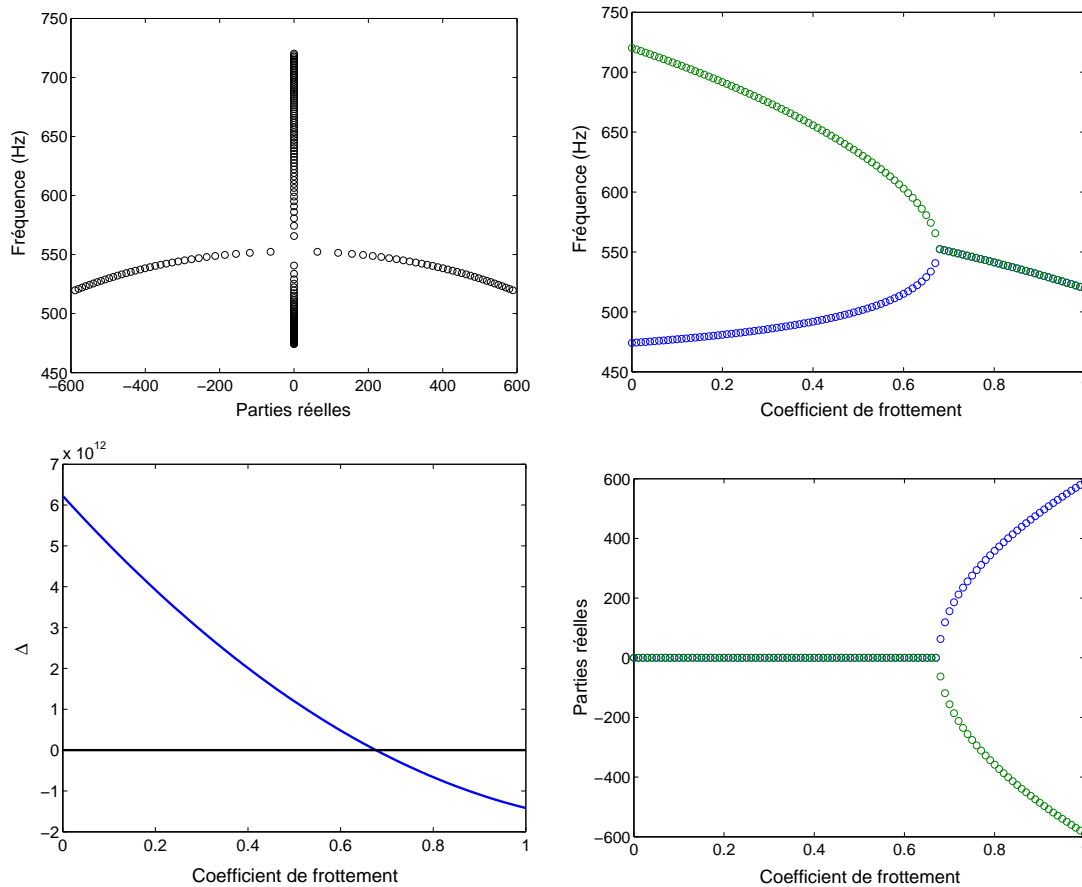 750
700
650
600
550
500
450
−600 −400 −200 0 200 400 600
Fréquence (Hz)
Parties réelles
750
700
650
600
550
500
450
0 0.2 0.4 0.6 0.8 1
Fréquence (Hz)
Coefficient de frottement
x 10^12
7
6
5
4
3
2
1
0
−1
−2
0 0.2 0.4 0.6 0.8 1
Δ
Coefficient de frottement
600
400
200
0
−200
−400
−600
0 0.2 0.4 0.6 0.8 1
Parties réelles
Coefficient de frottement